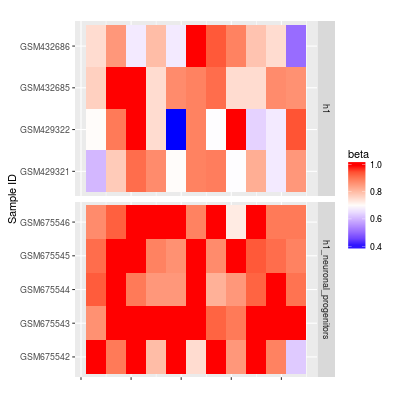 GSM432686
GSM432685
GSM429322
GSM429321
h1
GSM675546
GSM675545
GSM675544
GSM675543
GSM675542
h1_neuronal_progenitors
Sample ID
beta
1.0
0.8
0.6
0.4